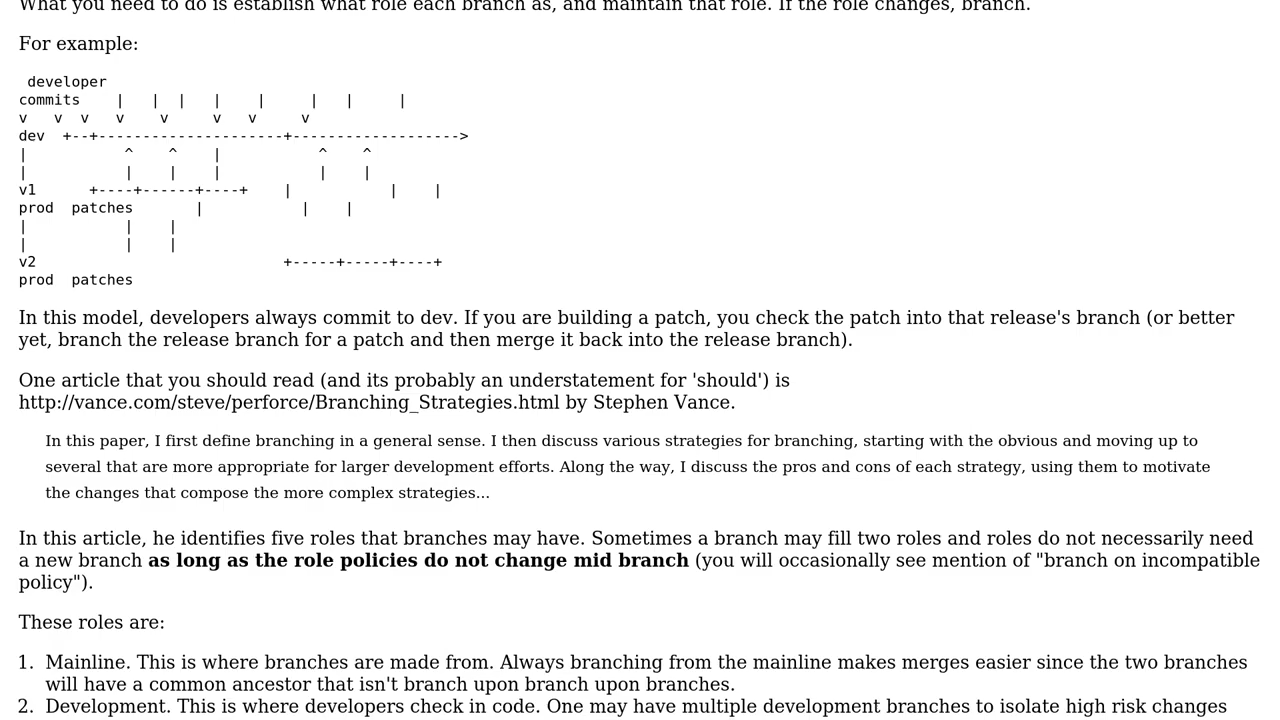 What you need to do is establish what role each branch as, and maintain that role. If the role changes, branch.
For example:
 developer
commits    |   |  |   |    |     |   |     |
v   v  v   v    v     v   v     v
dev  +--+---------------------+------------------->
|           ^    ^    |           ^    ^
|           |    |    |           |    |
v1      +----+------+----+    |           |    |
prod  patches       |           |    |
|           |    |
|           |    |
v2                            +-----+-----+----+
prod  patches
In this model, developers always commit to dev. If you are building a patch, you check the patch into that release's branch (or better
yet, branch the release branch for a patch and then merge it back into the release branch).
One article that you should read (and its probably an understatement for 'should') is
http://vance.com/steve/perforce/Branching_Strategies.html by Stephen Vance.
In this paper, I first define branching in a general sense. I then discuss various strategies for branching, starting with the obvious and moving up to
several that are more appropriate for larger development efforts. Along the way, I discuss the pros and cons of each strategy, using them to motivate
the changes that compose the more complex strategies...
In this article, he identifies five roles that branches may have. Sometimes a branch may fill two roles and roles do not necessarily need
a new branch as long as the role policies do not change mid branch (you will occasionally see mention of "branch on incompatible
policy").
These roles are:
1. Mainline. This is where branches are made from. Always branching from the mainline makes merges easier since the two branches
will have a common ancestor that isn't branch upon branch upon branches.
2. Development. This is where developers check in code. One may have multiple development branches to isolate high risk changes